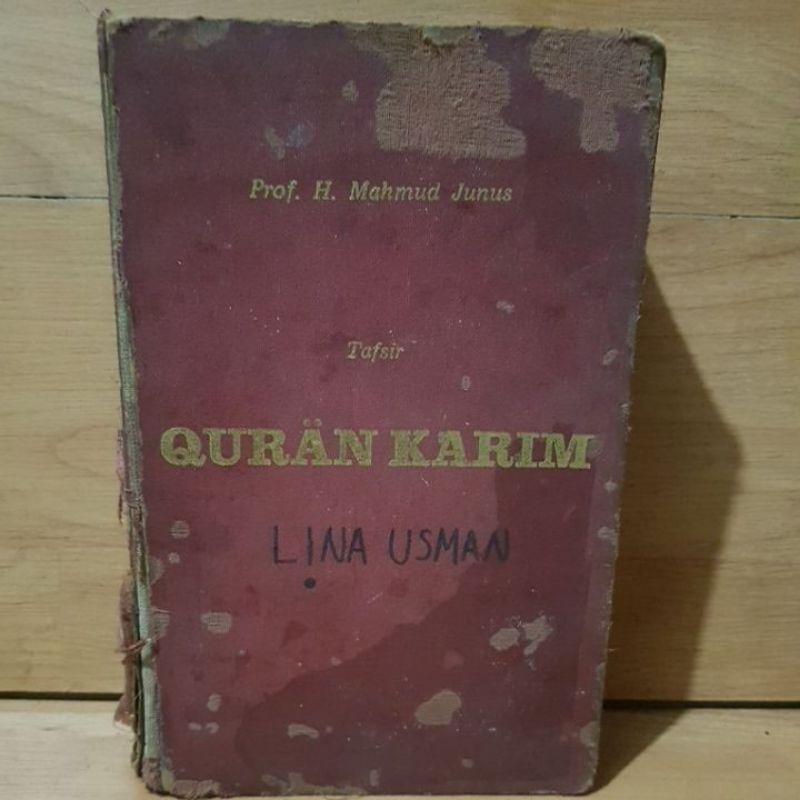 Prof. H. Mahmud Junus
Tafsir
QURÄN KARIM
LINA USMAN